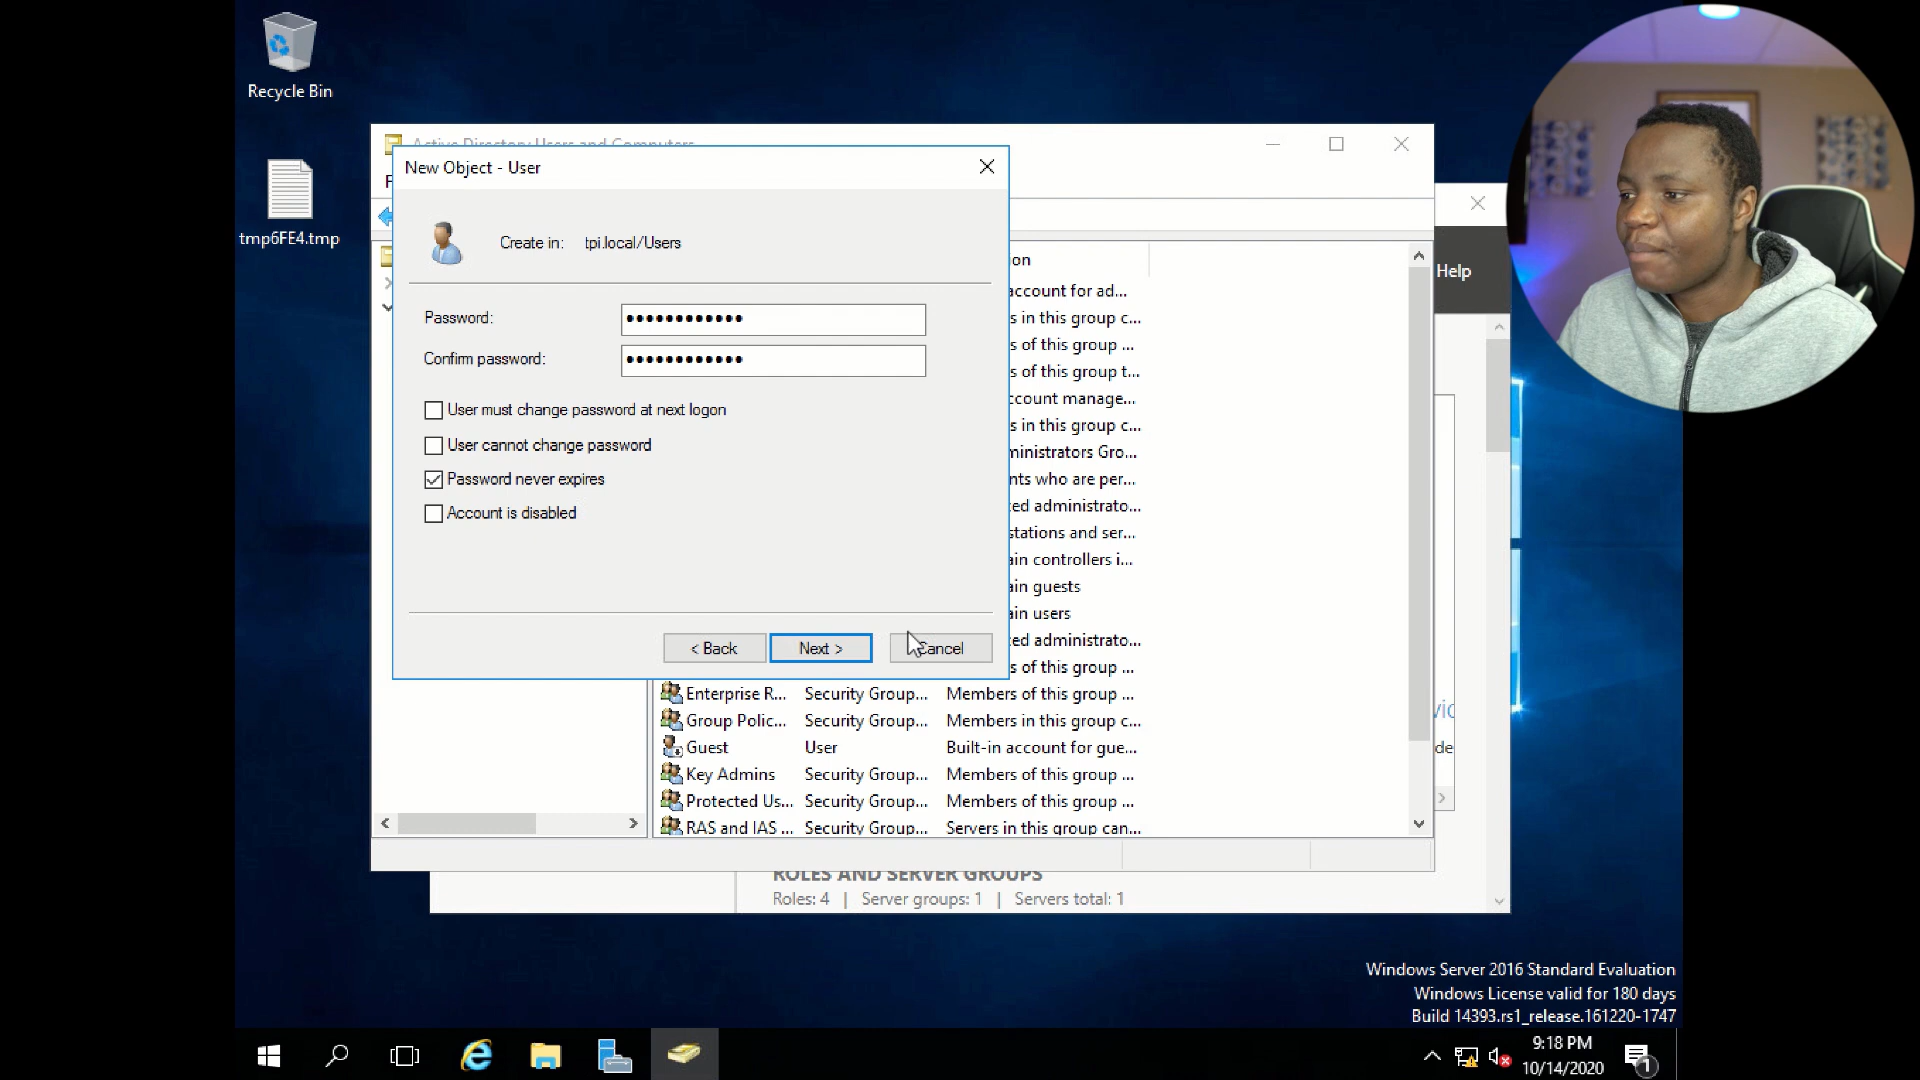 Recycle Bin
tmp6FE4.tmp
Active Directory Users and Computers
New Object - User
Create in: tpi.local/Users
Password:
••••••••••••
Confirm password:
••••••••••••
User must change password at next logon
User cannot change password
Password never expires
Account is disabled
< Back
Next >
Cancel
Help
on
account for ad...
s in this group c...
s of this group ...
s of this group t...
ccount manage...
s in this group c...
ministrators Gro...
nts who are per...
ed administrato...
stations and ser...
ain controllers i...
ain guests
ain users
ed administrato...
s of this group ...
Enterprise R... Security Group... Members of this group ...
Group Polic... Security Group... Members in this group c...
Guest User Built-in account for gue...
Key Admins Security Group... Members of this group ...
Protected Us... Security Group... Members of this group ...
RAS and IAS ... Security Group... Servers in this group can...
de
ROLES AND SERVER GROUPS
Roles: 4 | Server groups: 1 | Servers total: 1
Windows Server 2016 Standard Evaluation
Windows License valid for 180 days
Build 14393.rs1_release.161220-1747
9:18 PM
10/14/2020
1